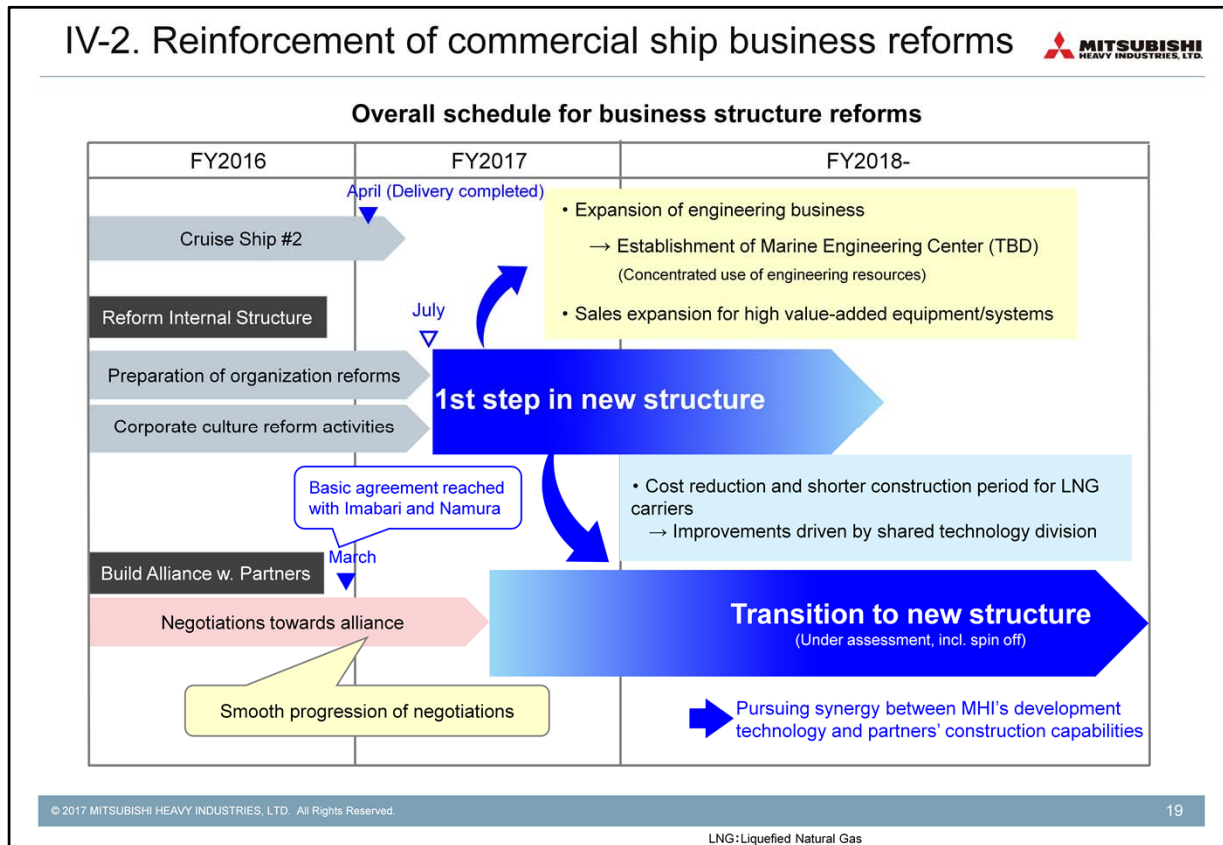 IV-2. Reinforcement of commercial ship business reforms
MITSUBISHI
HEAVY INDUSTRIES, LTD.
Overall schedule for business structure reforms
FY2016
FY2017
FY2018-
April (Delivery completed)
Cruise Ship #2
• Expansion of engineering business
→ Establishment of Marine Engineering Center (TBD)
(Concentrated use of engineering resources)
• Sales expansion for high value-added equipment/systems
Reform Internal Structure
July
Preparation of organization reforms
Corporate culture reform activities
1st step in new structure
Basic agreement reached
with Imabari and Namura
• Cost reduction and shorter construction period for LNG
carriers
→ Improvements driven by shared technology division
Build Alliance w. Partners
March
Negotiations towards alliance
Transition to new structure
(Under assessment, incl. spin off)
Smooth progression of negotiations
Pursuing synergy between MHI's development
technology and partners' construction capabilities
© 2017 MITSUBISHI HEAVY INDUSTRIES, LTD. All Rights Reserved.
19
LNG:Liquefied Natural Gas